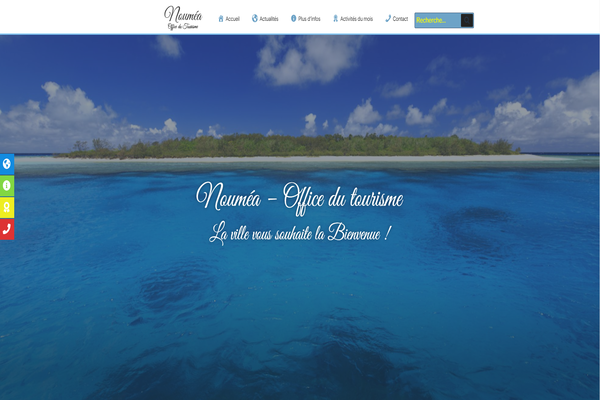 Nouméa
Office du Tourisme
Accueil
Actualités
Plus d'Infos
Activités du mois
Contact
Recherche...
Nouméa – Office du tourisme
La ville vous souhaite la Bienvenue !